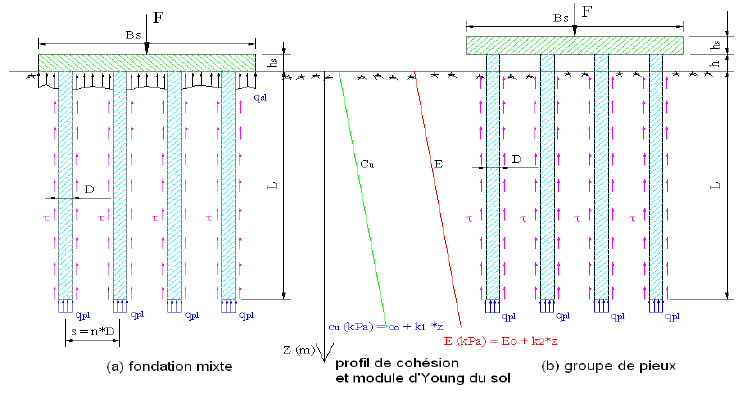 F
Bs
hs
qsl
D
τ
τ
τ
τ
L
qpl
qpl
qpl
qpl
s = n*D
(a) fondation mixte
Cu
E
cu (kPa) = co + k1 *z
E (kPa) = Eo + k2*z
Z (m)
profil de cohésion
et module d'Young du sol
F
Bs
hs
h
D
τ
τ
τ
τ
L
qpl
qpl
qpl
qpl
(b) groupe de pieux